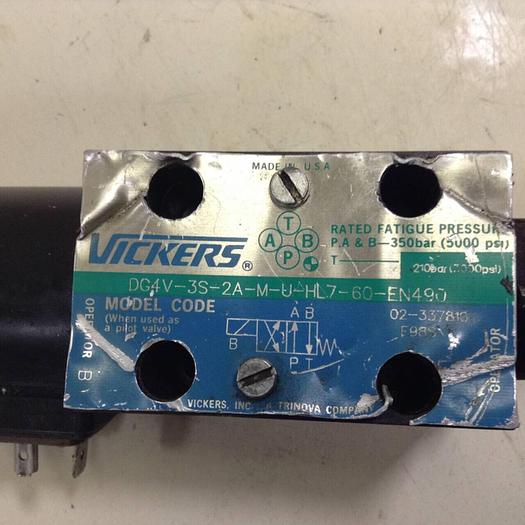 MADE IN U.S.A
VICKERS®
T
A B
P
RATED FATIGUE PRESSURE
P.A & B—350bar (5000 psi)
T 210bar (3000psi)
DG4V-3S-2A-M-U-HL7-60-EN490
MODEL CODE
(When used as
a pilot valve)
02-337810
A B
B
P T
OPERATOR B
OPERATOR
VICKERS, INC. A TRINOVA COMPANY